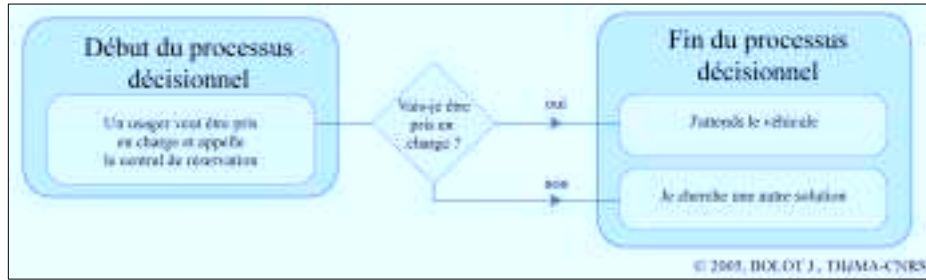 Début du processus
décisionnel
Un usager veut être pris
en charge et appelle
la central de réservation
Vais-je être
pris en
charge ?
oui
non
Fin du processus
décisionnel
J'attends le véhicule
Je cherche une autre solution
© 2005, BOLOT J., ThéMA-CNRS